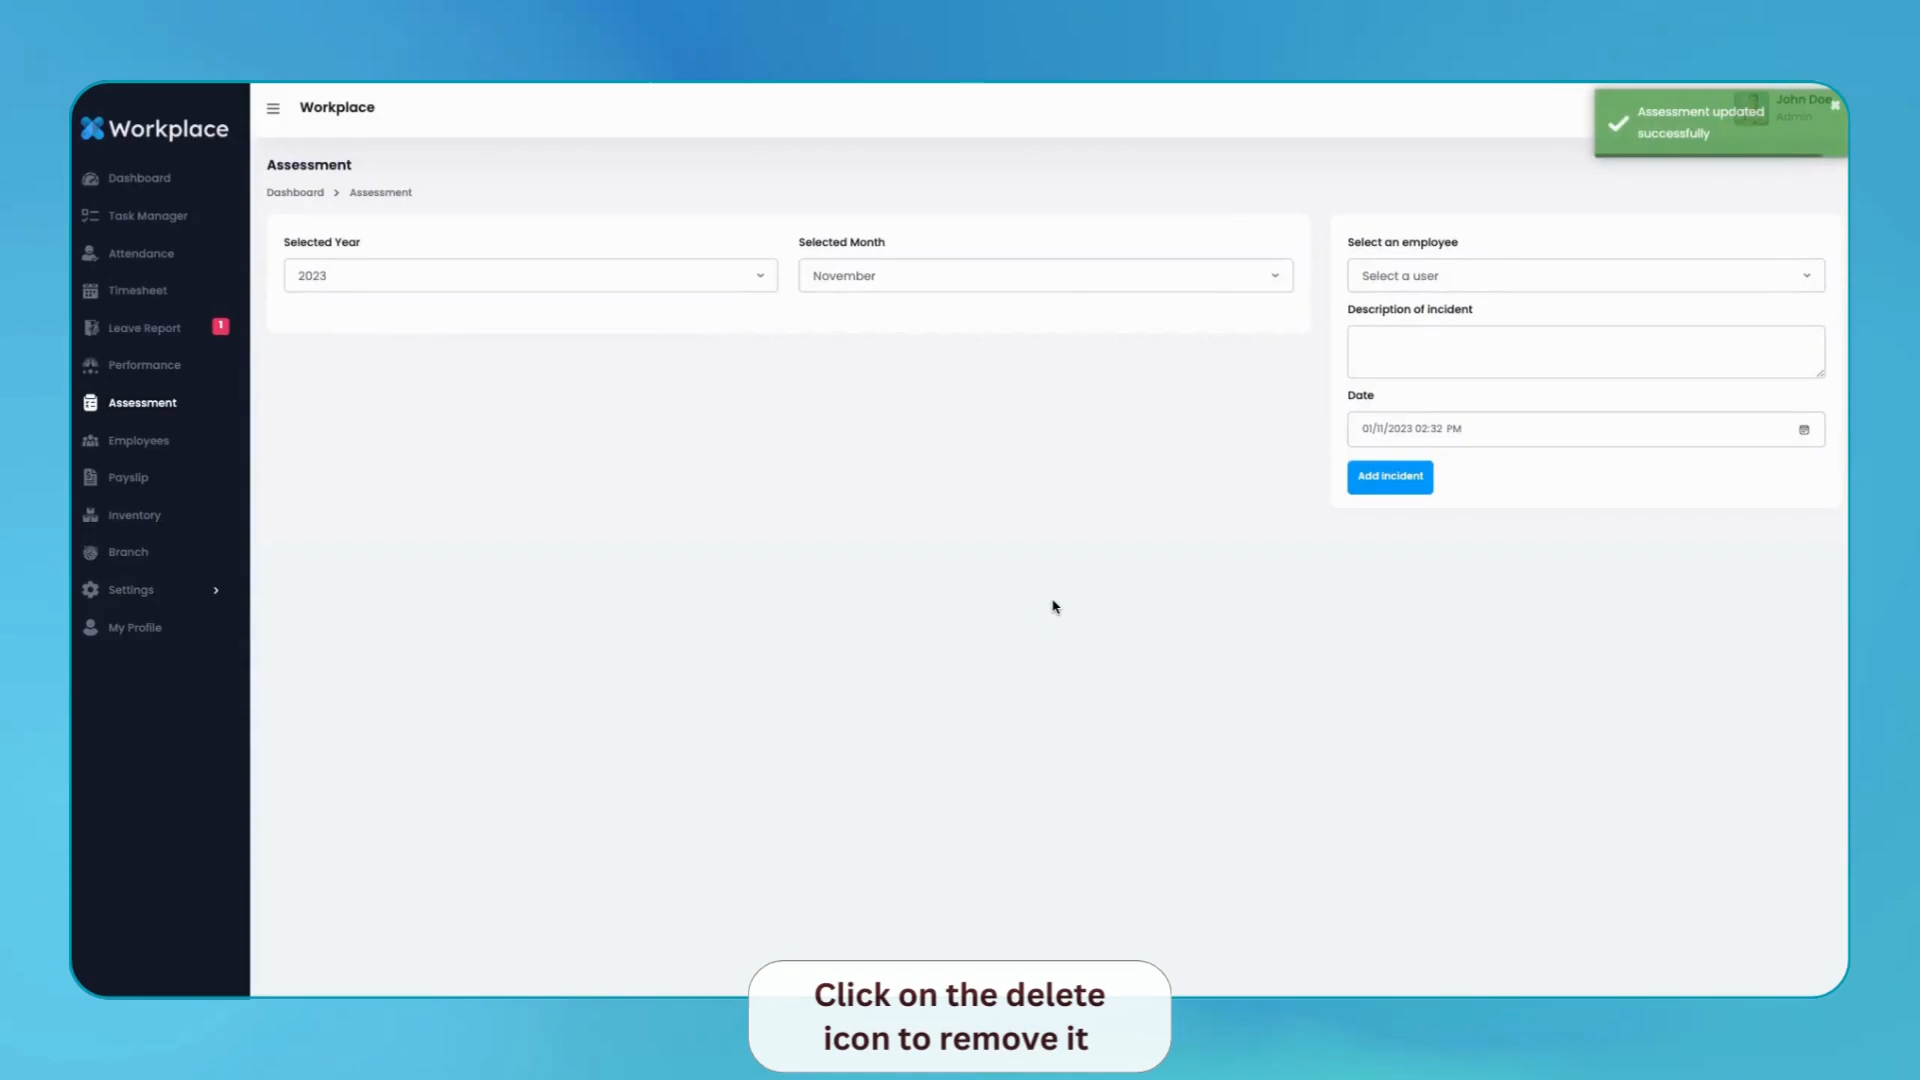 Workplace
Dashboard
Task Manager
Attendance
Timesheet
Leave Report
1
Performance
Assessment
Employees
Payslip
Inventory
Branch
Settings
My Profile
Workplace
John Doe
Admin
Assessment updated
successfully
Assessment
Dashboard > Assessment
Selected Year
2023
Selected Month
November
Select an employee
Select a user
Description of incident
Date
01/11/2023 02:32 PM
Add incident
Click on the delete
icon to remove it